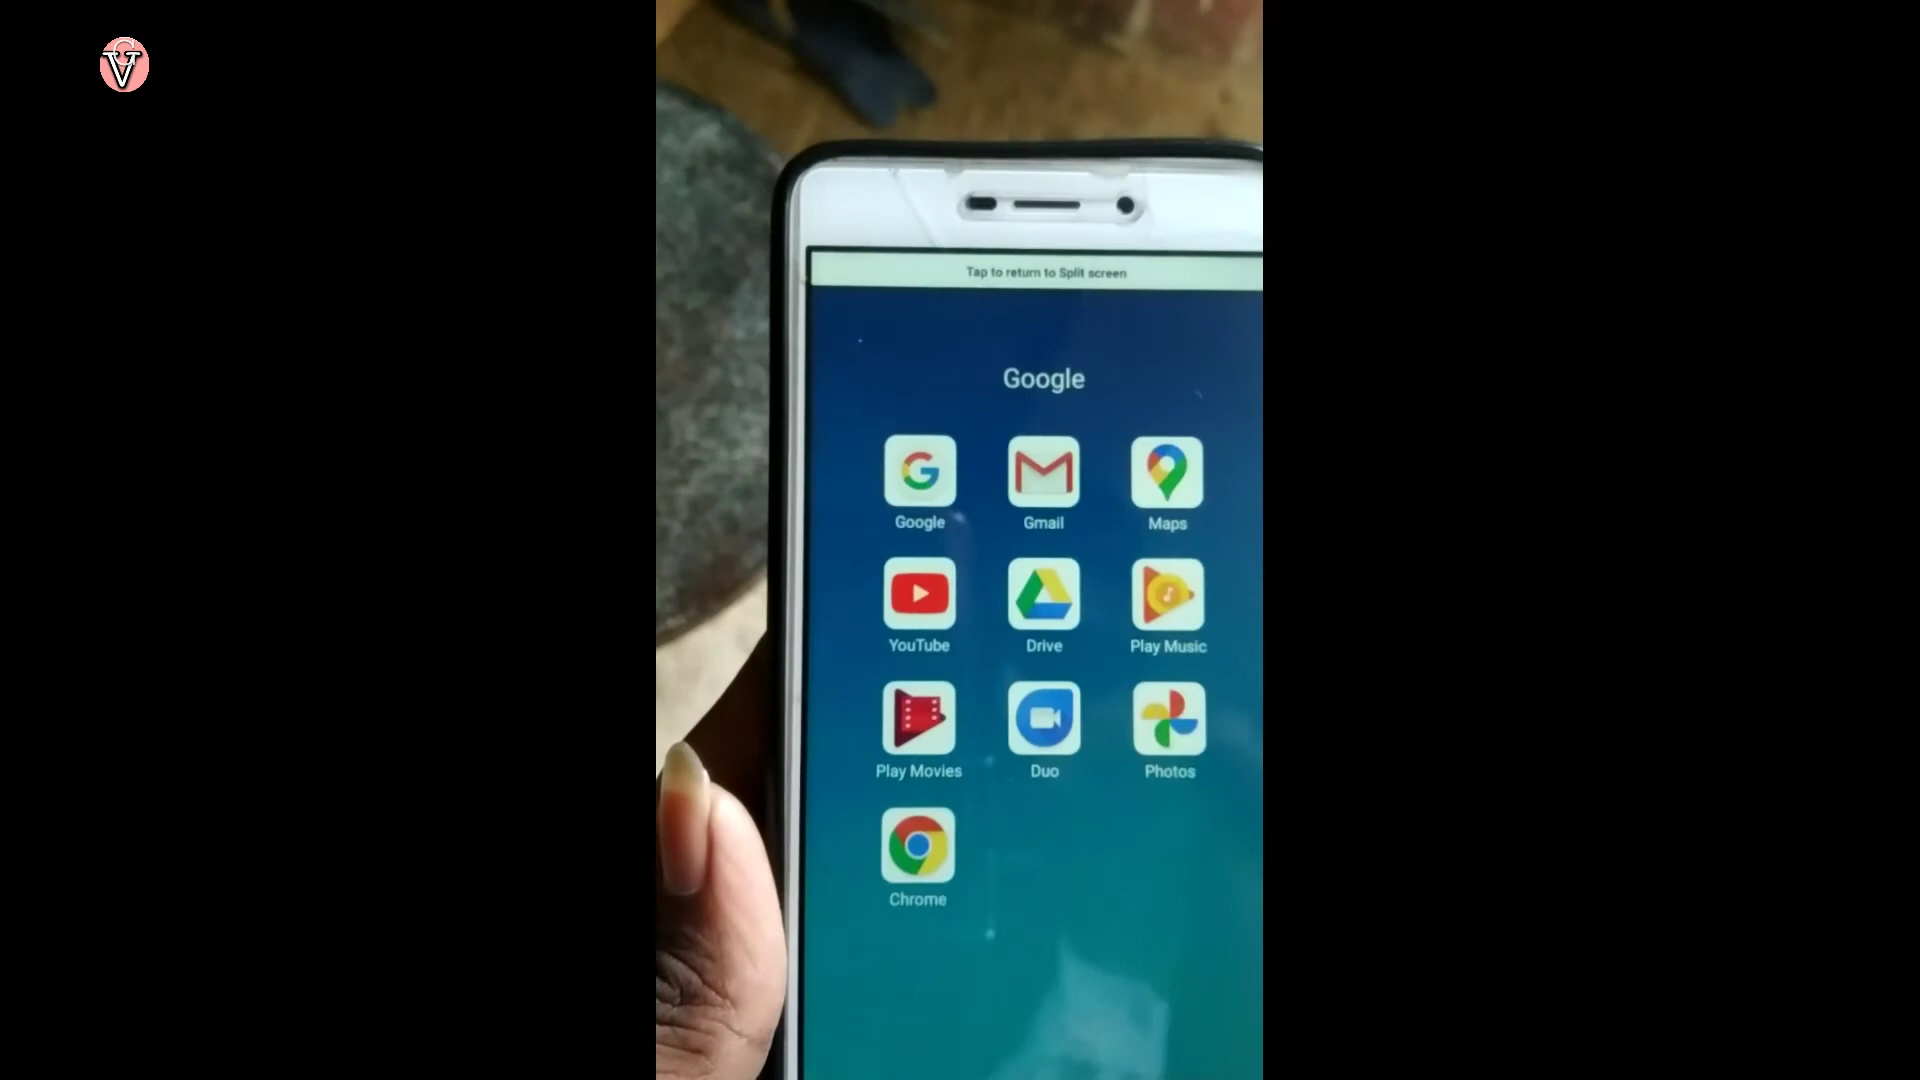 GV
Tap to return to Split screen
Google
Google Gmail Maps
YouTube Drive Play Music
Play Movies Duo Photos
Chrome